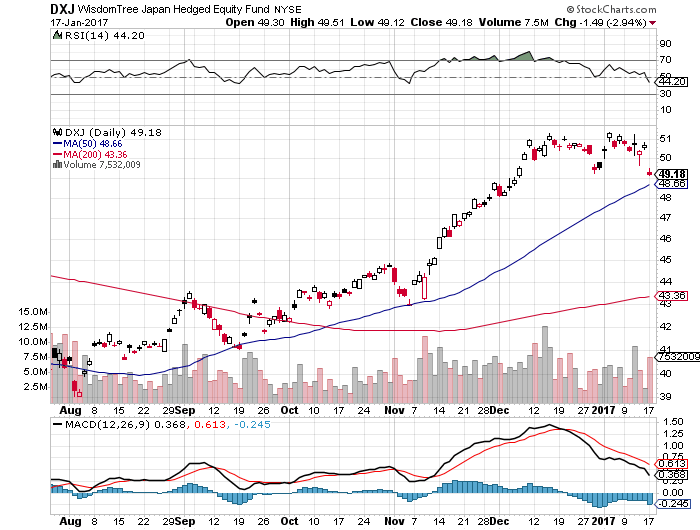 DXJ WisdomTree Japan Hedged Equity Fund NYSE
© StockCharts.com
17-Jan-2017
Open 49.30 High 49.51 Low 49.12 Close 49.18 Volume 7.5M Chg -1.49 (-2.94%)
RSI(14) 44.20
90
70
50
30
10
44.20
DXJ (Daily) 49.18
MA(50) 48.66
MA(200) 43.36
Volume 7,532,009
51
50
49.18
48.66
48
47
46
45
44
43.36
43
42
41
40
39
7532009
15.0M
12.5M
10.0M
7.5M
5.0M
2.5M
Aug 8 15 22 29 Sep 12 19 26 Oct 10 17 24 Nov 7 14 21 28 Dec 12 19 27 2017 9 17
MACD(12,26,9) 0.368, 0.613, -0.245
1.50
1.25
1.00
0.75
0.613
0.368
0.25
0.00
-0.245
Aug 8 15 22 29 Sep 12 19 26 Oct 10 17 24 Nov 7 14 21 28 Dec 12 19 27 2017 9 17